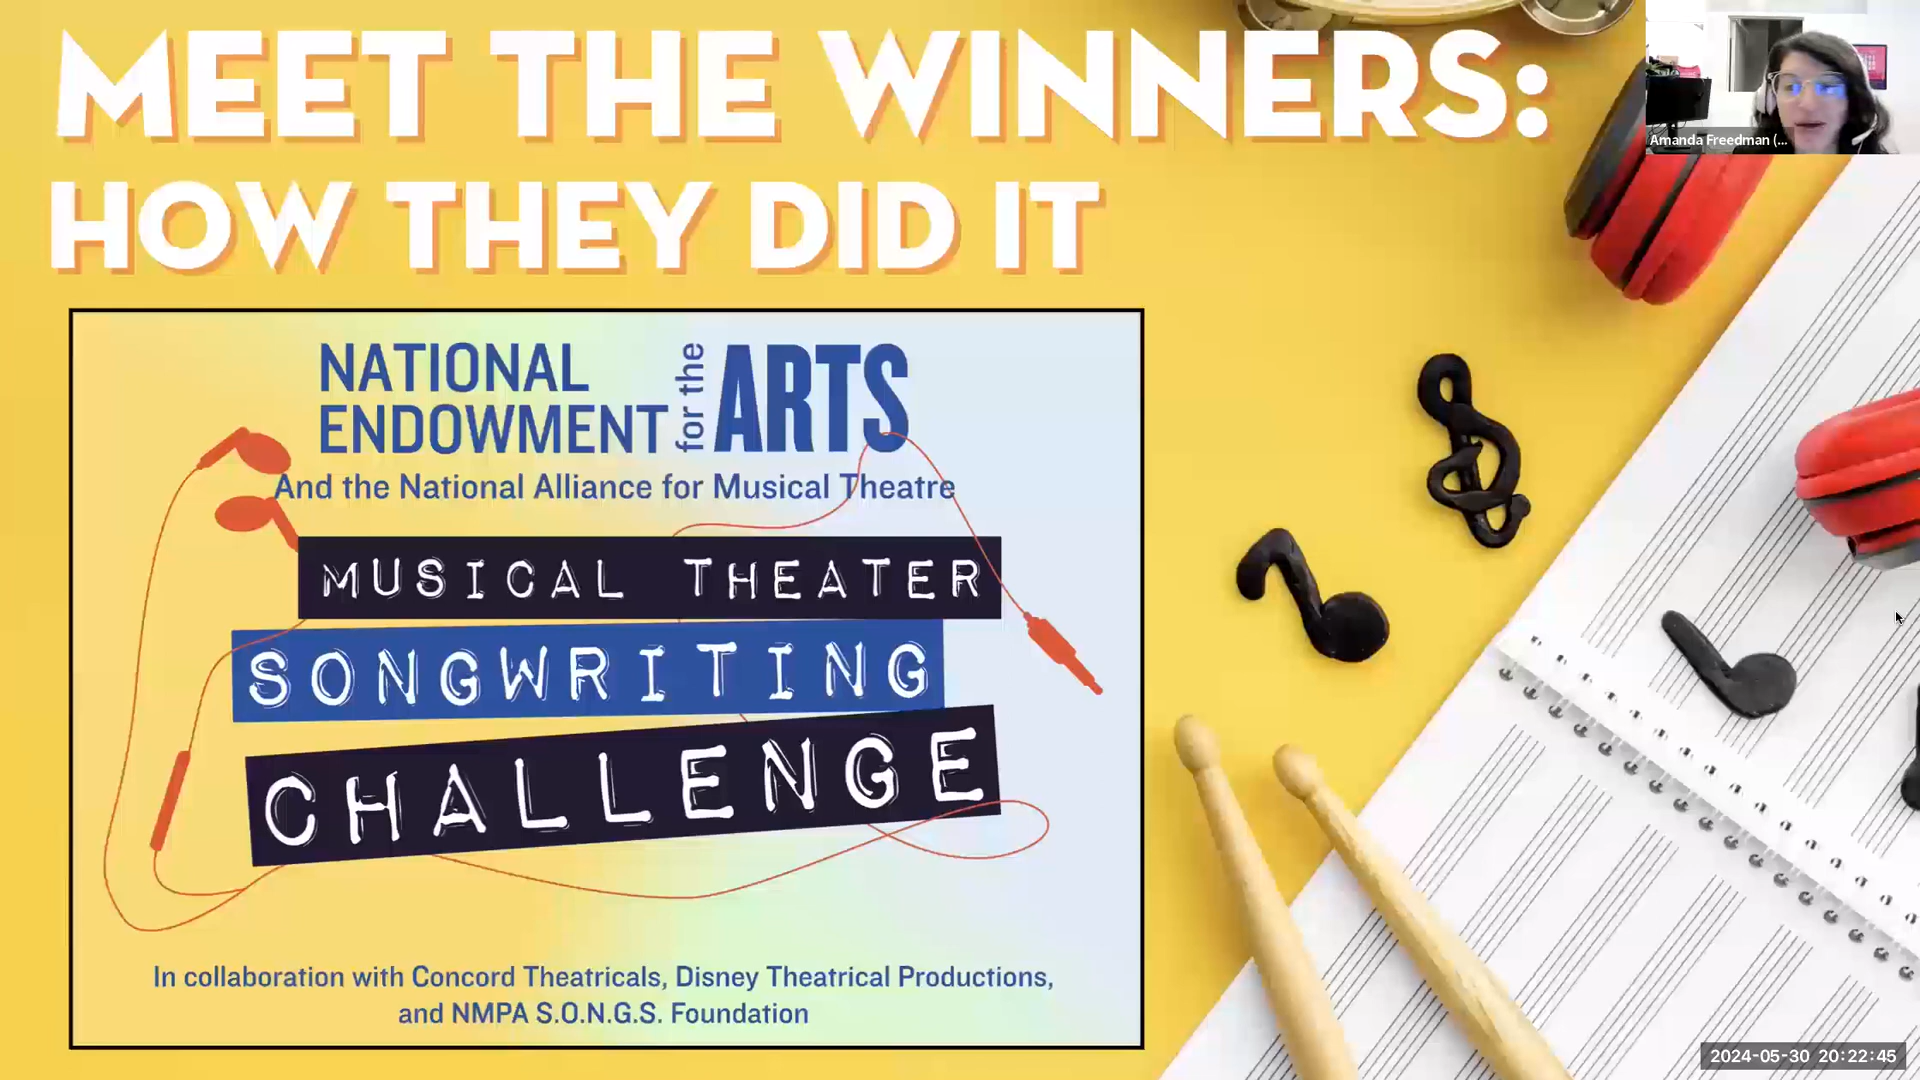 MEET THE WINNERS:
HOW THEY DID IT
Amanda Freedman (...
NATIONAL
ENDOWMENT
for the
ARTS
And the National Alliance for Musical Theatre
MUSICAL THEATER
SONGWRITING
CHALLENGE
In collaboration with Concord Theatricals, Disney Theatrical Productions,
and NMPA S.O.N.G.S. Foundation
2024-05-30 20:22:45